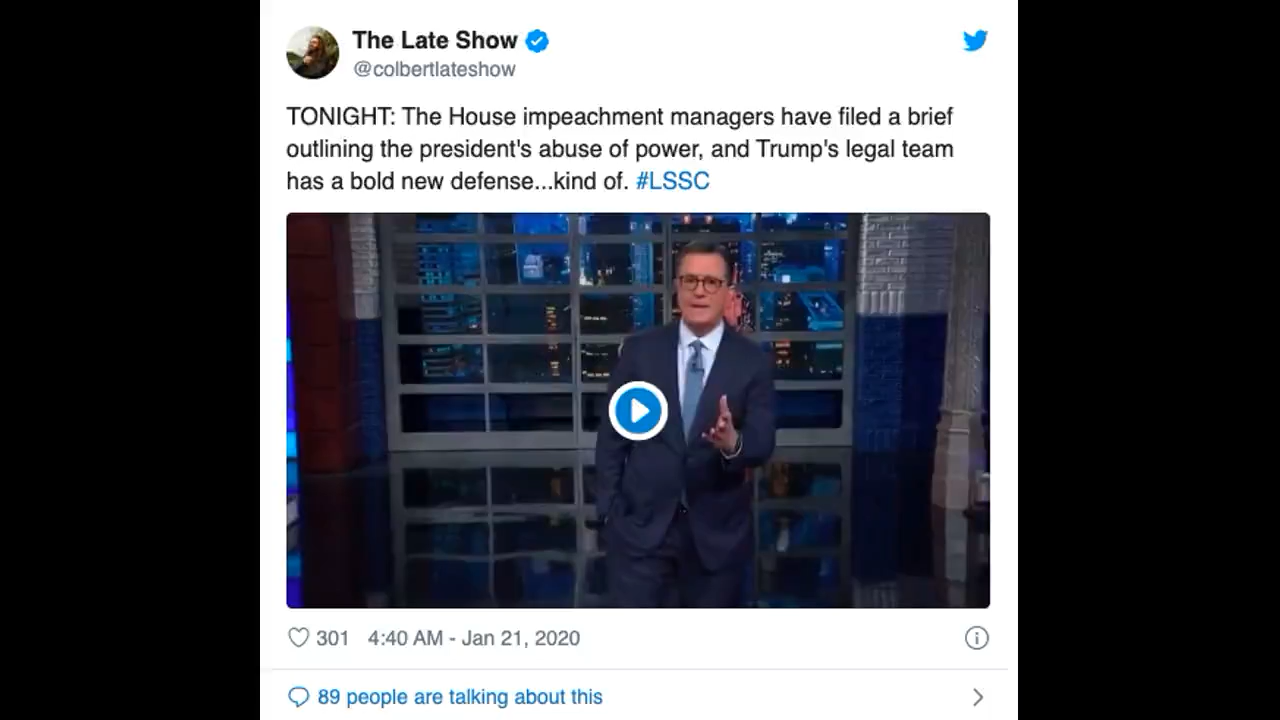 The Late Show
@colbertlateshow
TONIGHT: The House impeachment managers have filed a brief
outlining the president's abuse of power, and Trump's legal team
has a bold new defense...kind of. #LSSC
301 4:40 AM - Jan 21, 2020
89 people are talking about this